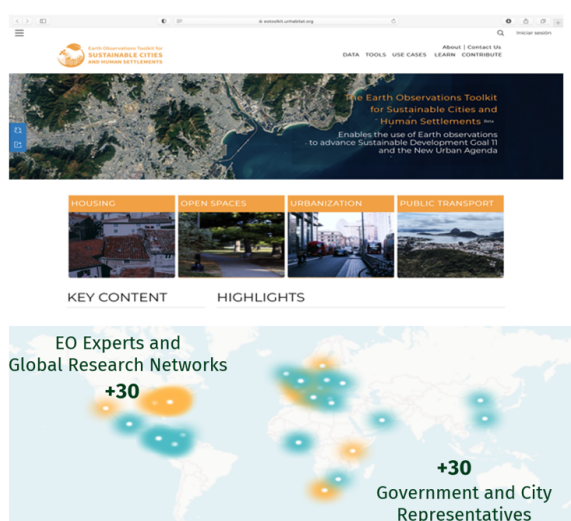 eotoolkit.unhabitat.org
Iniciar sesión
Earth Observations Toolkit for
SUSTAINABLE CITIES
AND HUMAN SETTLEMENTS
About | Contact Us
DATA TOOLS USE CASES LEARN CONTRIBUTE
The Earth Observations Toolkit
for Sustainable Cities and
Human Settlements Beta
Enables the use of Earth observations
to advance Sustainable Development Goal 11
and the New Urban Agenda
HOUSING
OPEN SPACES
URBANIZATION
PUBLIC TRANSPORT
KEY CONTENT
HIGHLIGHTS
EO Experts and
Global Research Networks
+30
+30
Government and City
Representatives